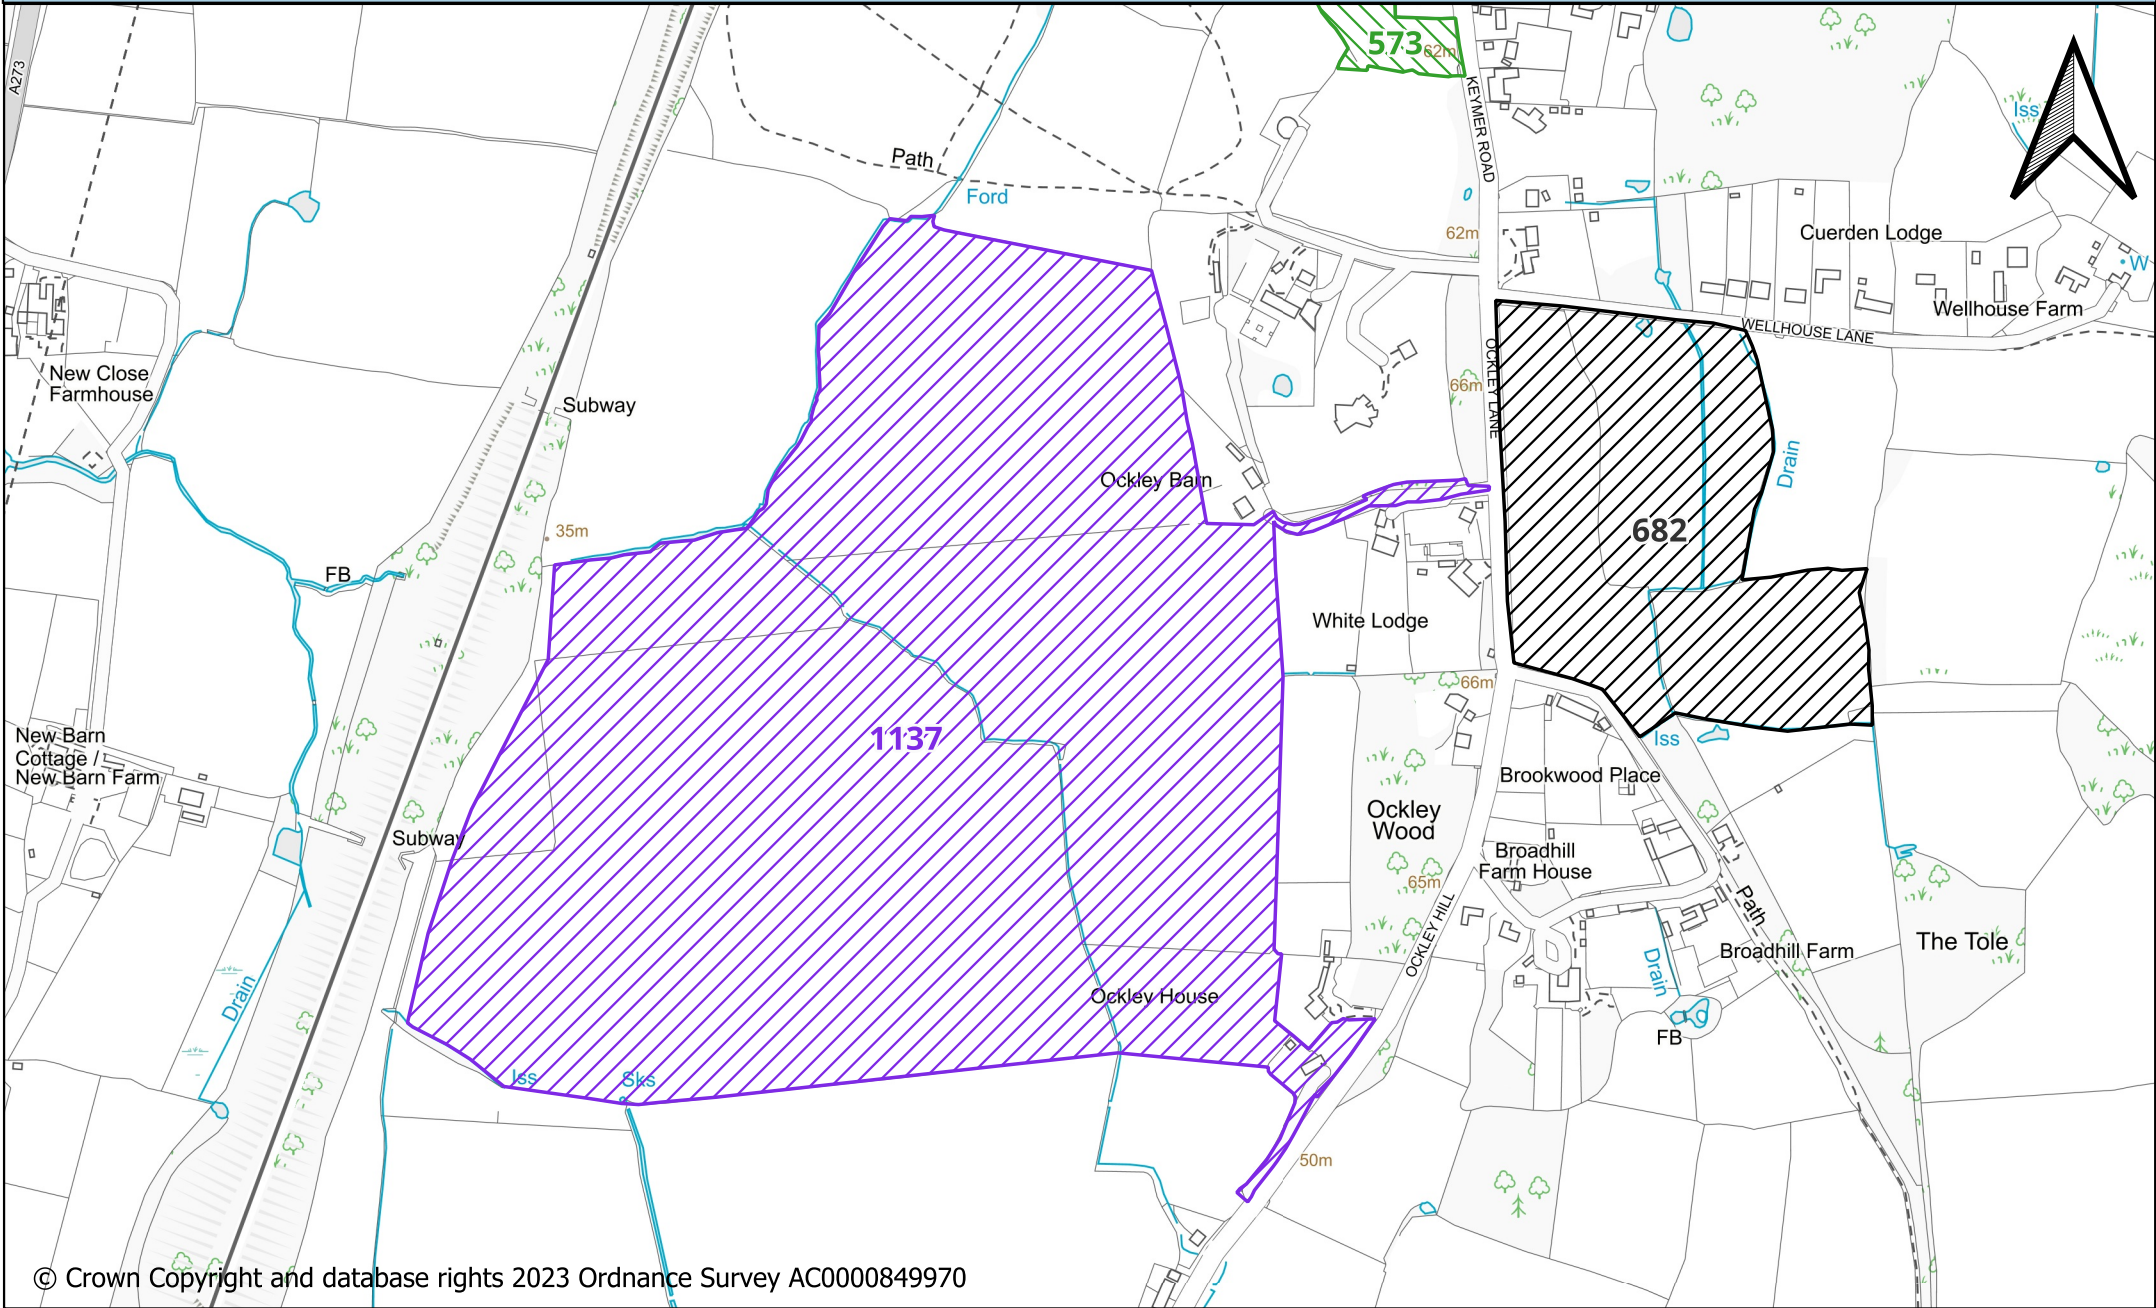 A273
573
62m
KEYMER ROAD
Iss
Path
Ford
62m
Cuerden Lodge
W
Wellhouse Farm
WELLHOUSE LANE
New Close
Farmhouse
Subway
66m
OCKLEY LANE
Drain
Ockley Barn
35m
682
FB
White Lodge
66m
1137
Iss
New Barn
Cottage /
New Barn Farm
Brookwood Place
Ockley
Wood
Subway
Broadhill
Farm House
65m
OCKLEY HILL
Path
Drain
Broadhill Farm
The Tole
Drain
Ockley House
FB
Iss
Sks
50m
© Crown Copyright and database rights 2023 Ordnance Survey AC0000849970